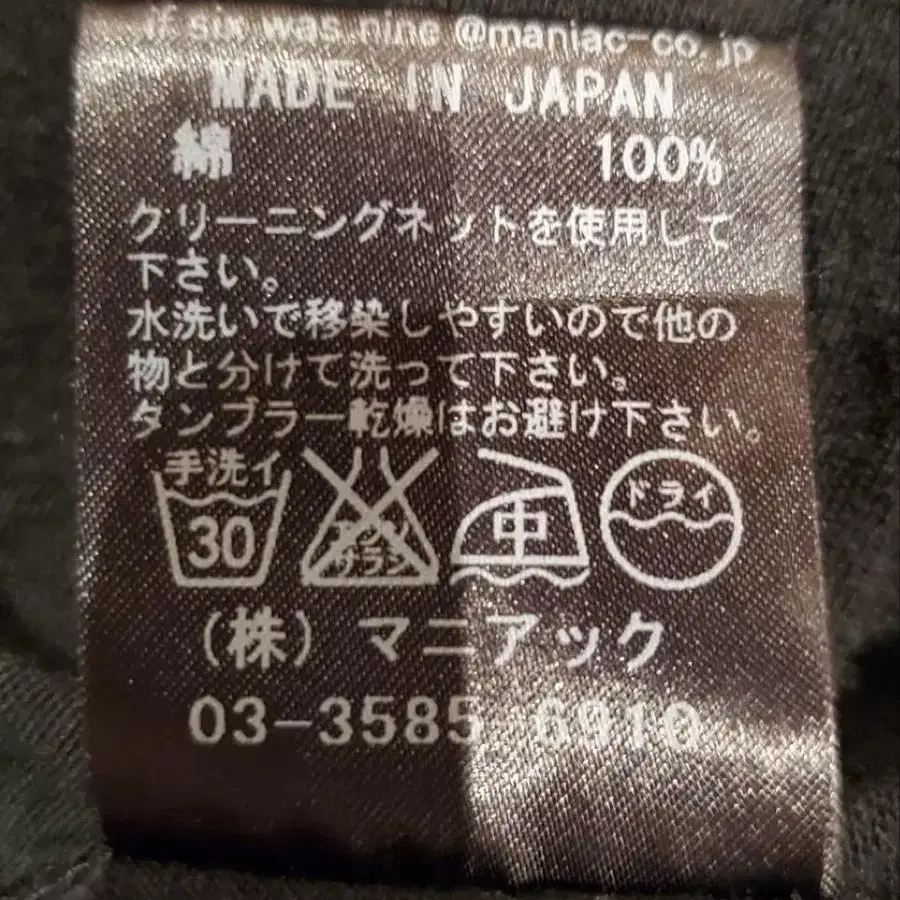 if six was nine @maniac-co.jp
MADE IN JAPAN
綿 100%
クリーニングネットを使用して
下さい。
水洗いで移染しやすいので他の
物と分けて洗って下さい。
タンブラー乾燥はお避け下さい。
手洗イ
30
エンソ
サラシ
中
ドライ
(株) マニアック
03-3585-6910